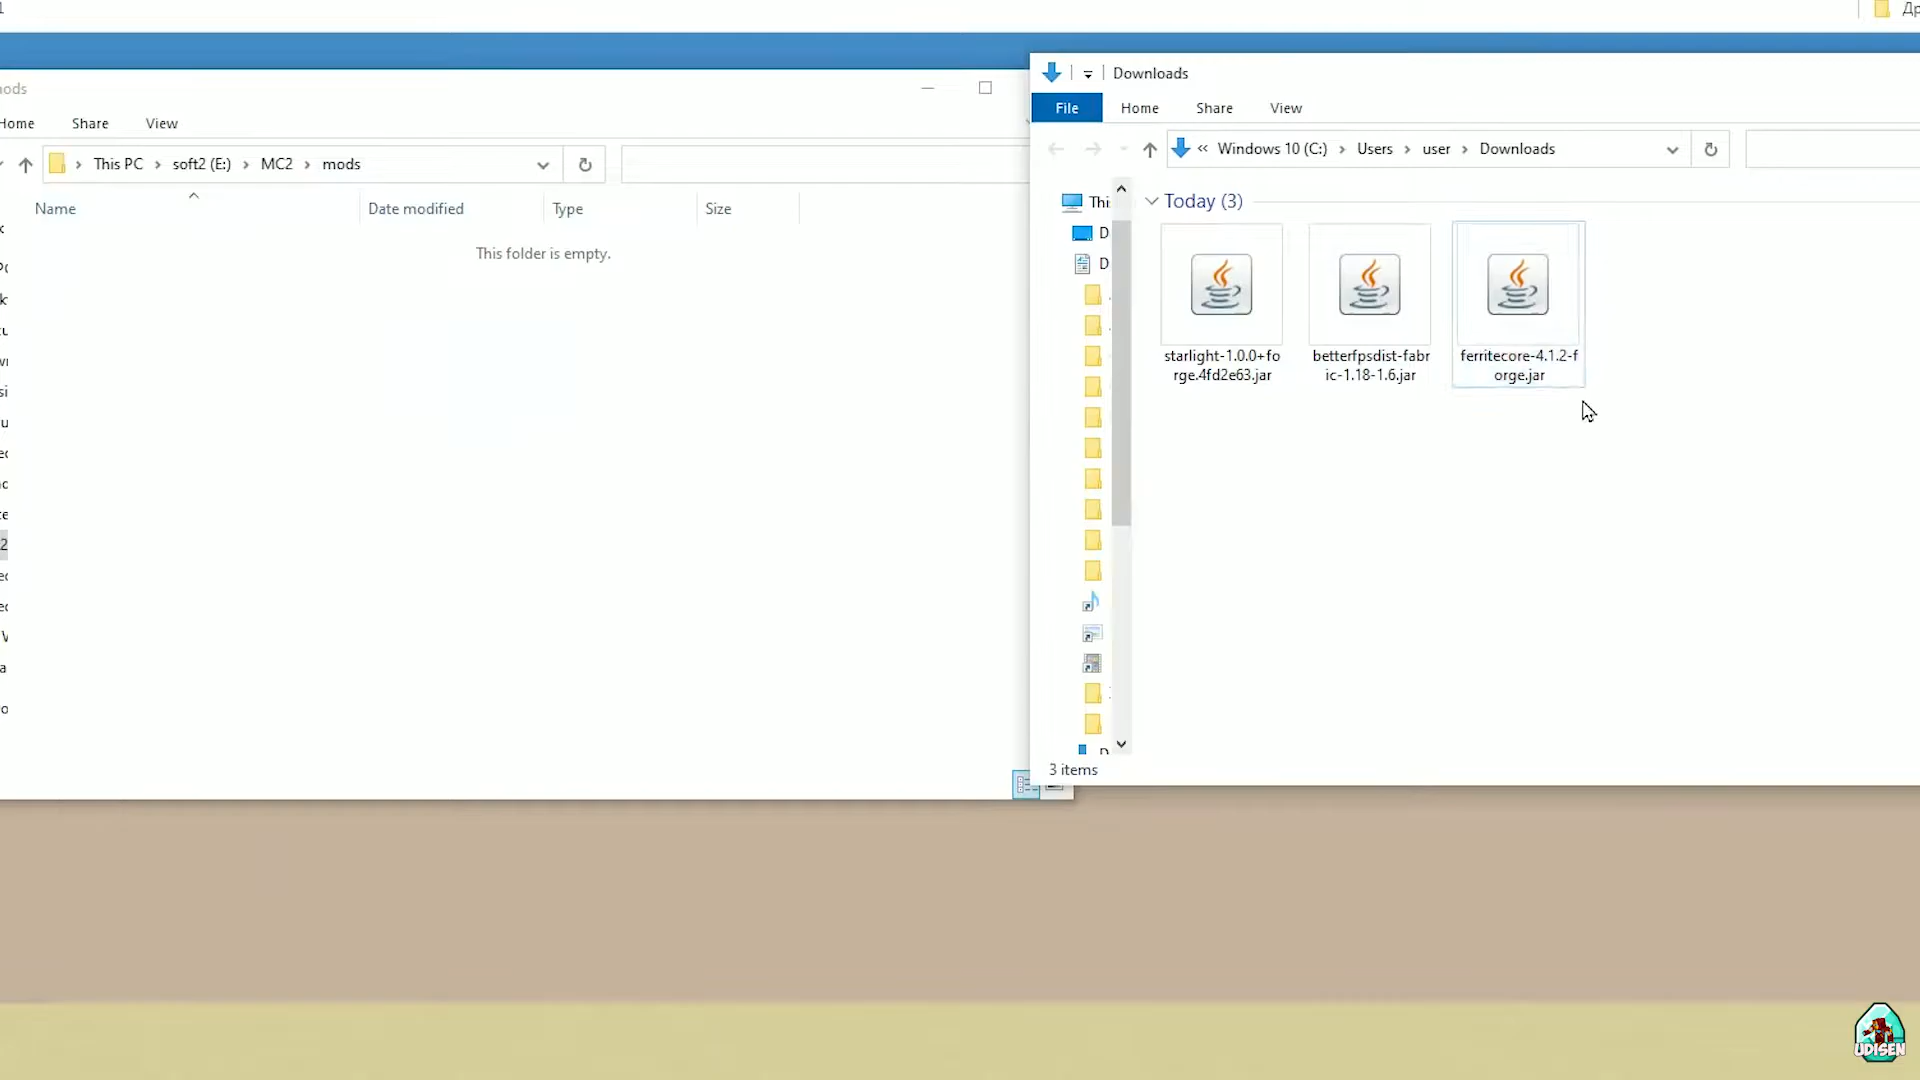 Home
Share
View
This PC
soft2 (E:)
MC2
mods
Name
Date modified
Type
Size
This folder is empty.
Downloads
File
Home
Share
View
Windows 10 (C:)
Users
user
Downloads
Today (3)
starlight-1.0.0+fo
rge.4fd2e63.jar
betterfpsdist-fabr
ic-1.18-1.6.jar
ferritecore-4.1.2-f
orge.jar
3 items
UDISEN